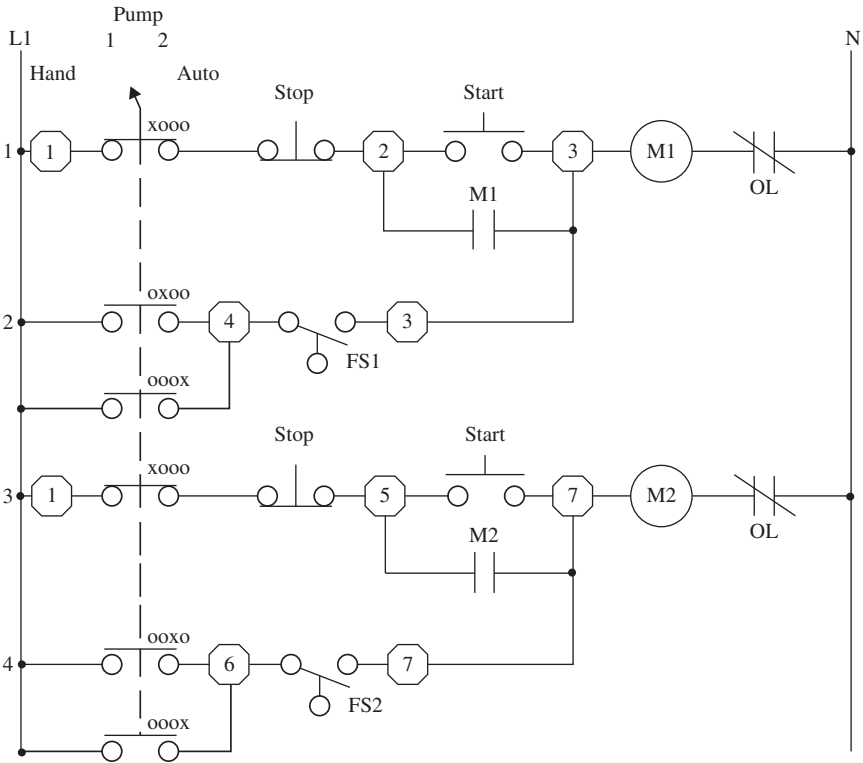 Pump
L1 1 2 N
Hand Auto
Stop Start
xooo
1 1 2 3 M1
OL
M1
oxoo
2 4 3
FS1
ooox
Stop Start
xooo
3 1 5 7 M2
OL
M2
ooxo
4 6 7
FS2
ooox